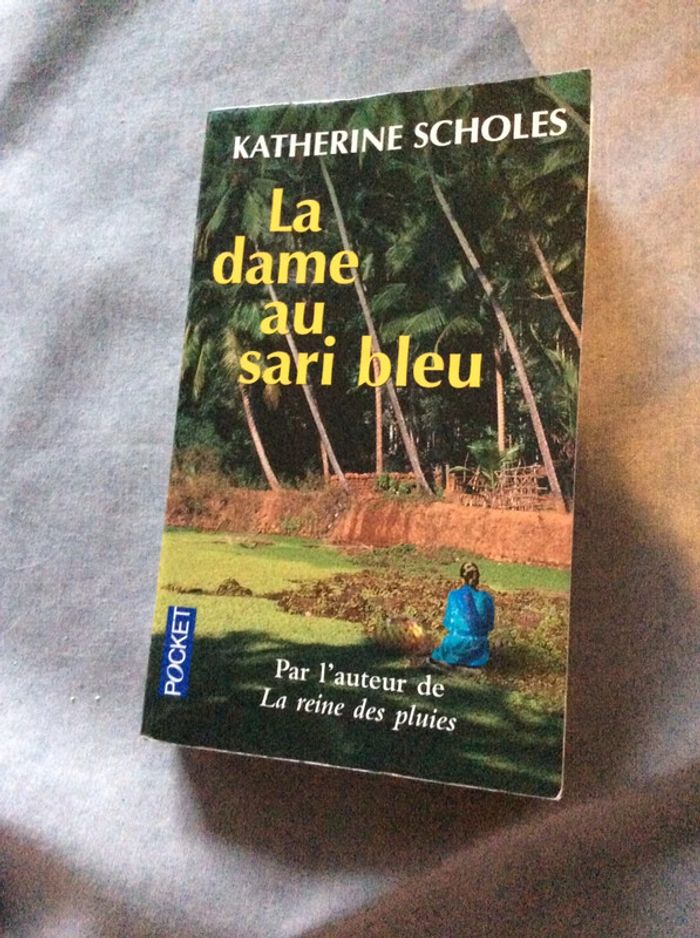 KATHERINE SCHOLES
La
dame
au
sari bleu
POCKET
Par l'auteur de
La reine des pluies